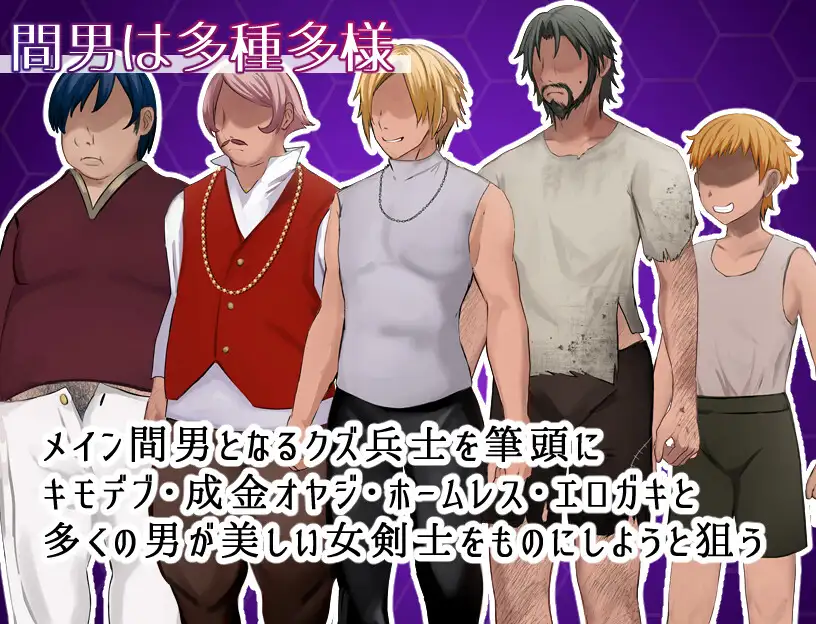 間男は多種多様
メイン間男となるクズ兵士を筆頭に
キモデブ・成金オヤジ・ホームレス・エロガキと
多くの男が美しい女剣士をものにしようと狙う